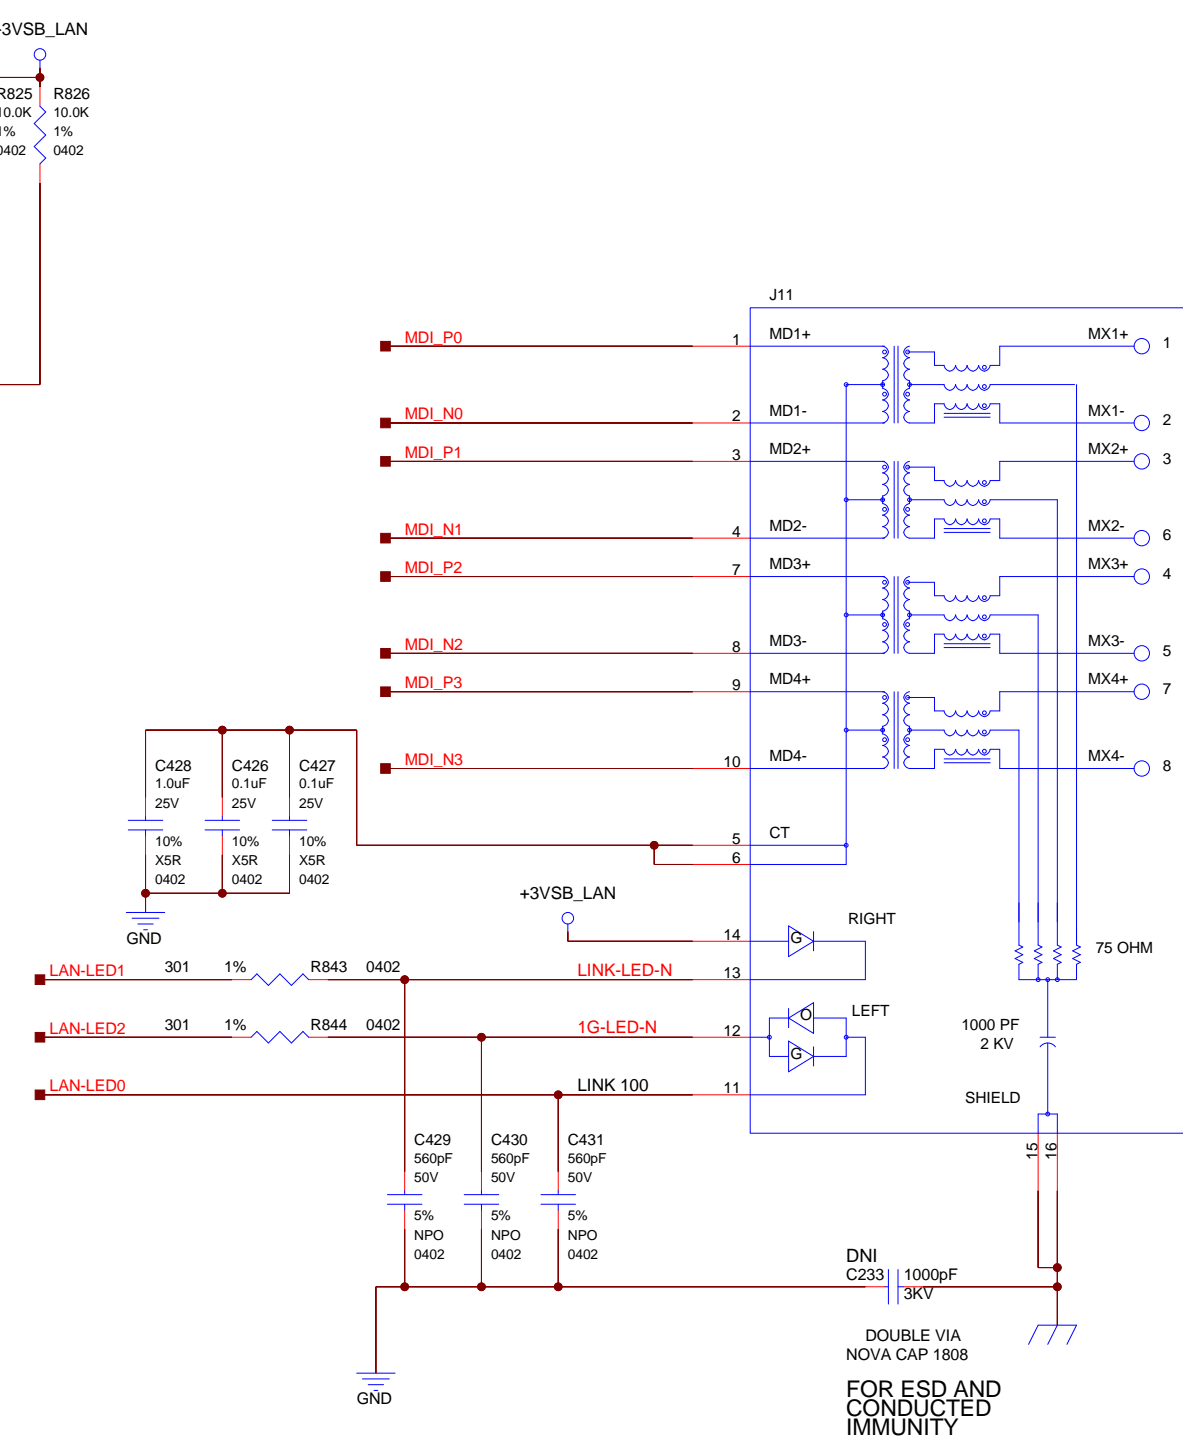 +3VSB_LAN
R825 R826
10.0K 10.0K
1% 1%
0402 0402
J11
MDI_P0 1 MD1+ MX1+ 1
MDI_N0 2 MD1- MX1- 2
MDI_P1 3 MD2+ MX2+ 3
MDI_N1 4 MD2- MX2- 6
MDI_P2 7 MD3+ MX3+ 4
MDI_N2 8 MD3- MX3- 5
MDI_P3 9 MD4+ MX4+ 7
MDI_N3 10 MD4- MX4- 8
C428 C426 C427
1.0uF 0.1uF 0.1uF
25V 25V 25V
10% 10% 10%
X5R X5R X5R
0402 0402 0402
GND
5 CT
6
+3VSB_LAN
14 G RIGHT
LAN-LED1 301 1% R843 0402 LINK-LED-N 13
75 OHM
O LEFT
LAN-LED2 301 1% R844 0402 1G-LED-N 12
G
1000 PF
2 KV
LAN-LED0 LINK 100 11
SHIELD
15 16
C429 C430 C431
560pF 560pF 560pF
50V 50V 50V
5% 5% 5%
NPO NPO NPO
0402 0402 0402
DNI
C233 1000pF
3KV
DOUBLE VIA
NOVA CAP 1808
GND
FOR ESD AND
CONDUCTED
IMMUNITY